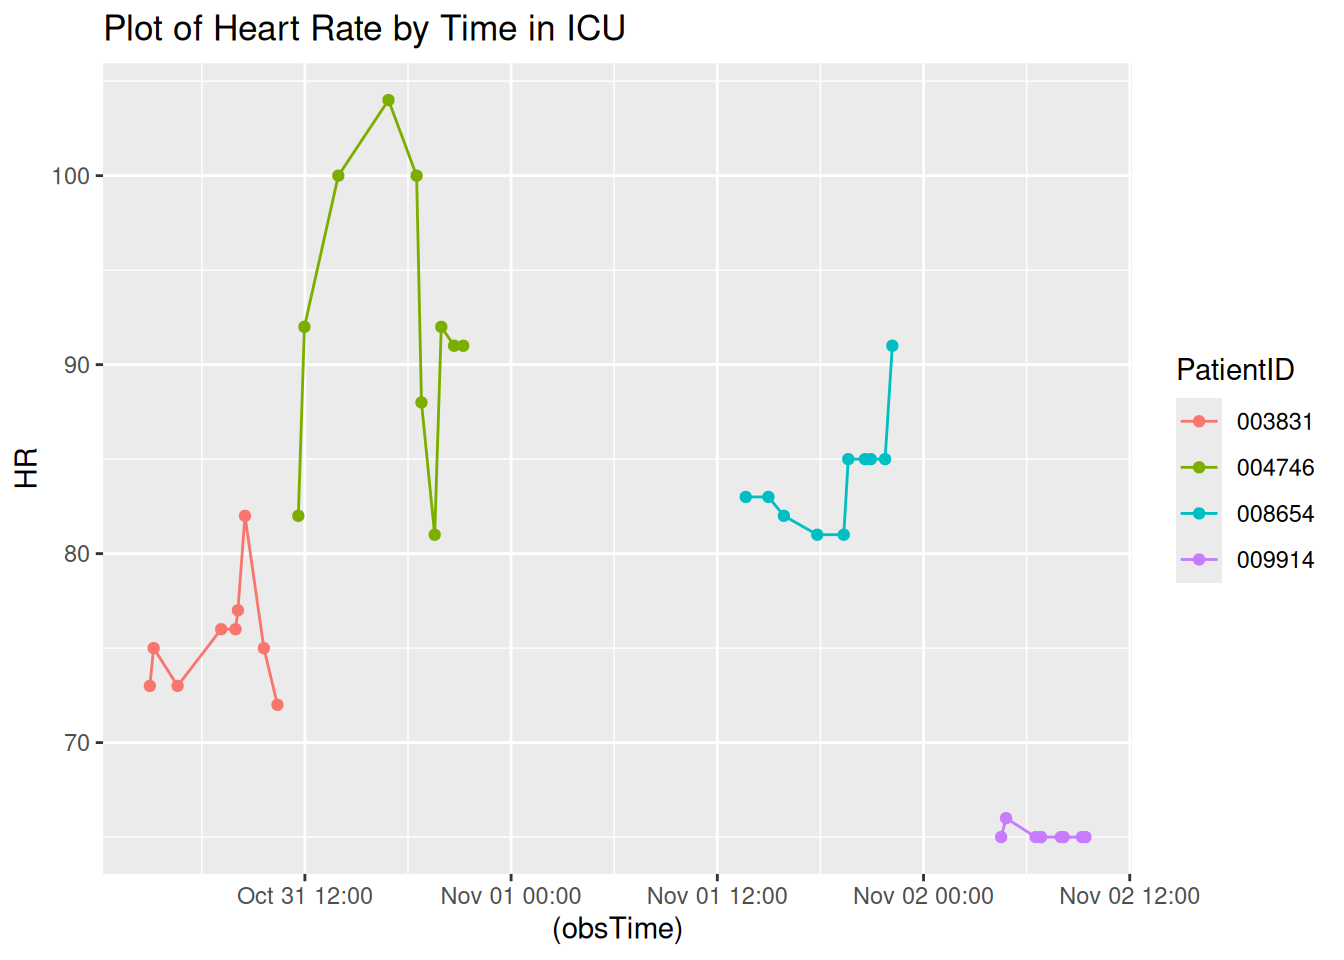 Plot of Heart Rate by Time in ICU
HR
100
90
80
70
Oct 31 12:00
Nov 01 00:00
Nov 01 12:00
Nov 02 00:00
Nov 02 12:00
(obsTime)
PatientID
003831
004746
008654
009914